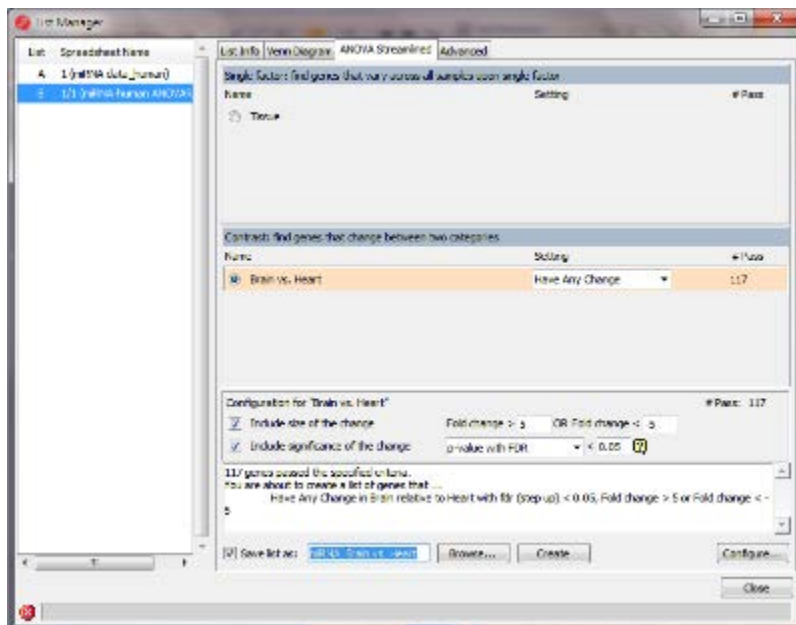 List Manager
List Spreadsheet Name
A 1 (miRNA data_human)
B 1/1 (miRNA-human ANOVAR
List Info Venn Diagram ANOVA Streamlined Advanced
Single factor: find genes that vary across all samples upon single factor
Name Setting # Pass
Tissue
Contrast: find genes that change between two categories
Name Setting # Pass
Brain vs. Heart Have Any Change 117
Configuration for "Brain vs. Heart" # Pass: 117
Include size of the change Fold change > 5 OR Fold change < -5
Include significance of the change p-value with FDR < 0.05
117 genes passed the specified criteria.
You are about to create a list of genes that ...
Have Any Change in Brain relative to Heart with fdr (step up) < 0.05, Fold change > 5 or Fold change < -
5
Save list as: miRNA_Brain vs. Heart Browse... Create Configure...
Close